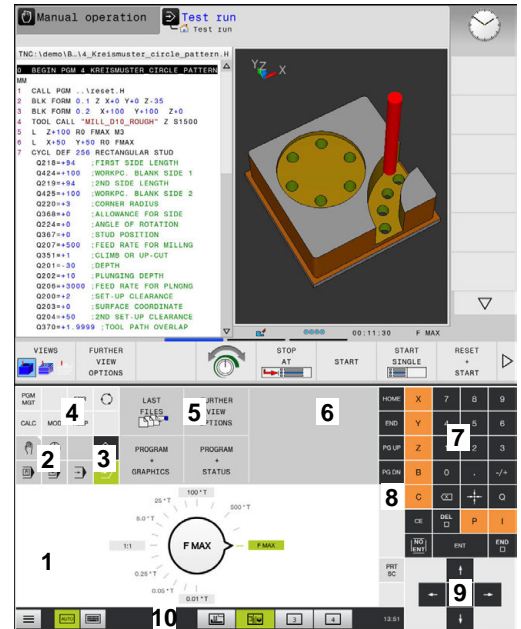 Manual operation
Test run
Test run
TNC:\demo\B…\4_Kreismuster_circle_pattern.H
0 BEGIN PGM 4_KREISMUSTER_CIRCLE_PATTERN
MM
1 CALL PGM ..\reset.H
2 BLK FORM 0.1 Z X+0 Y+0 Z-35
3 BLK FORM 0.2 X+100 Y+100 Z+0
4 TOOL CALL "MILL_D10_ROUGH" Z S1500
5 L Z+100 R0 FMAX M3
6 L X+50 Y+50 R0 FMAX
7 CYCL DEF 256 RECTANGULAR STUD
Q218=+94 ;FIRST SIDE LENGTH
Q424=+100 ;WORKPC. BLANK SIDE 1
Q219=+94 ;2ND SIDE LENGTH
Q425=+100 ;WORKPC. BLANK SIDE 2
Q220=+3 ;CORNER RADIUS
Q368=+0 ;ALLOWANCE FOR SIDE
Q224=+0 ;ANGLE OF ROTATION
Q367=+0 ;STUD POSITION
Q207=+500 ;FEED RATE FOR MILLNG
Q351=+1 ;CLIMB OR UP-CUT
Q201=-30 ;DEPTH
Q202=+10 ;PLUNGING DEPTH
Q206=+3000 ;FEED RATE FOR PLNGNG
Q200=+2 ;SET-UP CLEARANCE
Q203=+0 ;SURFACE COORDINATE
Q204=+50 ;2ND SET-UP CLEARANCE
Q370=+1.9999 ;TOOL PATH OVERLAP
Y Z X
00:11:30 F MAX
VIEWS
FURTHER
VIEW
OPTIONS
STOP
AT
START
START
SINGLE
RESET
+
START
PGM
MGT
CALC MOD
4
2
3
LAST
FILES
FURTHER
VIEW
OPTIONS
5
PROGRAM
+
GRAPHICS
PROGRAM
+
STATUS
6
HOME X 7 8 9
END Y 4 5 6
PG UP Z 1 2 3
7
PG DN B 0 . -/+
8
C Q
CE DEL P I
NO
ENT
ENT
END
PRT
SC
9
1
100*T
25*T
500*T
5.0*T
1:1
F MAX
F MAX
0.25*T
0.05*T
0.01*T
AUTO
10
3
4
13:51